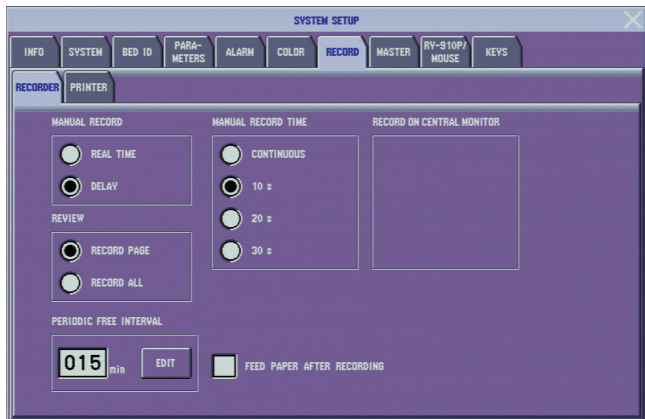 SYSTEM SETUP
INFO SYSTEM BED ID PARA-METERS ALARM COLOR RECORD MASTER RY-910P/MOUSE KEYS
RECORDER PRINTER
MANUAL RECORD MANUAL RECORD TIME RECORD ON CENTRAL MONITOR
REAL TIME CONTINUOUS
DELAY 10 s
REVIEW 20 s
RECORD PAGE 30 s
RECORD ALL
PERIODIC FREE INTERVAL
015 min EDIT FEED PAPER AFTER RECORDING